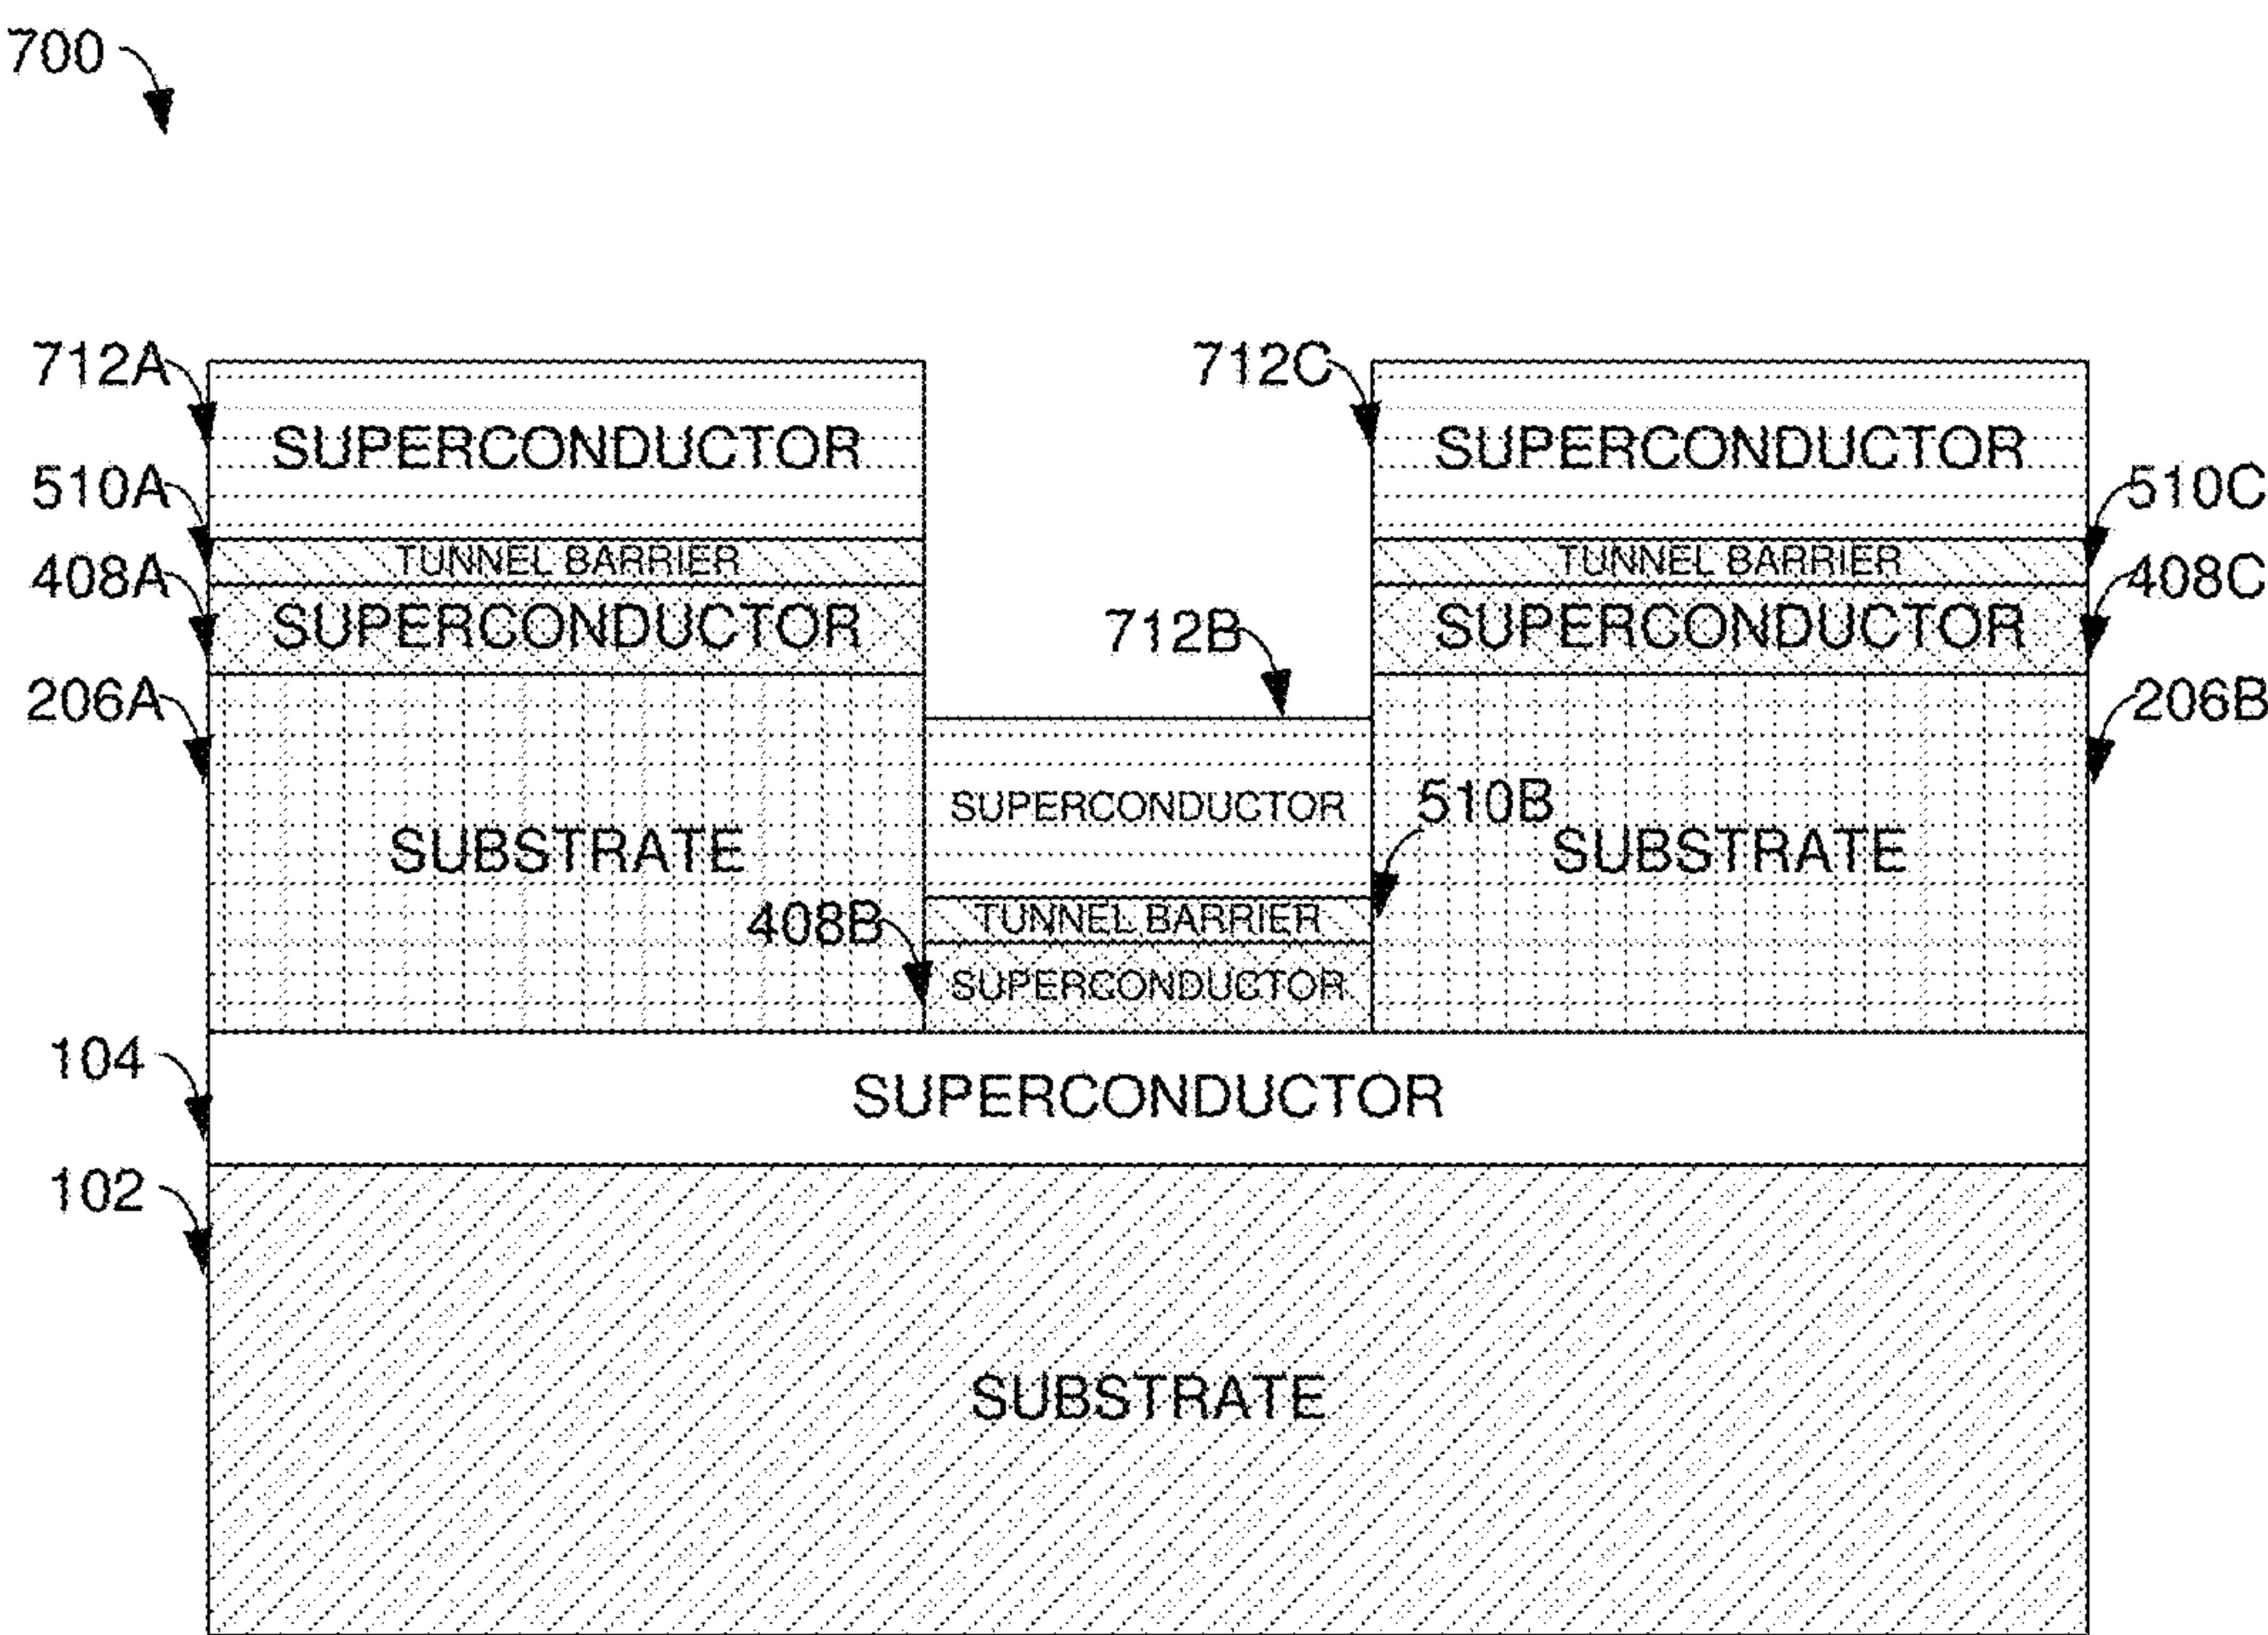 700
712A
712C
SUPERCONDUCTOR
SUPERCONDUCTOR
510A
510C
TUNNEL BARRIER
TUNNEL BARRIER
408A
408C
SUPERCONDUCTOR
SUPERCONDUCTOR
712B
206A
206B
SUPERCONDUCTOR
510B
SUBSTRATE
SUBSTRATE
408B
TUNNEL BARRIER
SUPERCONDUCTOR
104
SUPERCONDUCTOR
102
SUBSTRATE